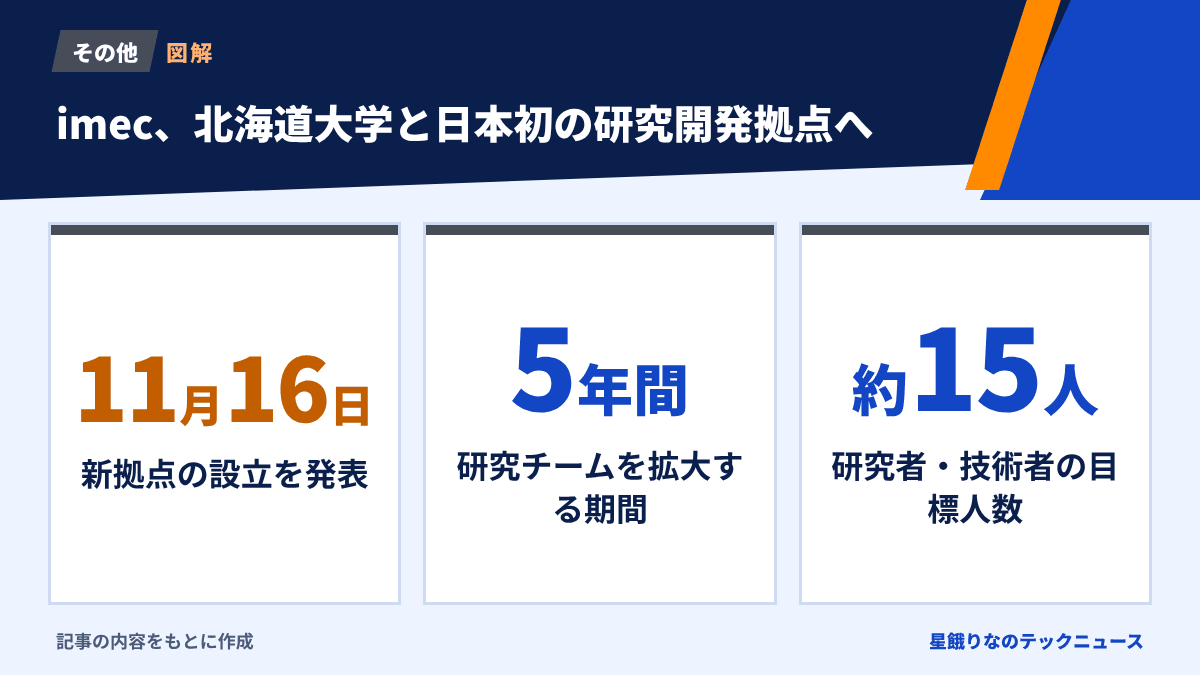 その他 図解
imec、北海道大学と日本初の研究開発拠点へ
11月16日
新拠点の設立を発表
5年間
研究チームを拡大す
る期間
約15人
研究者・技術者の目
標人数
記事の内容をもとに作成
星餓りなのテックニュース